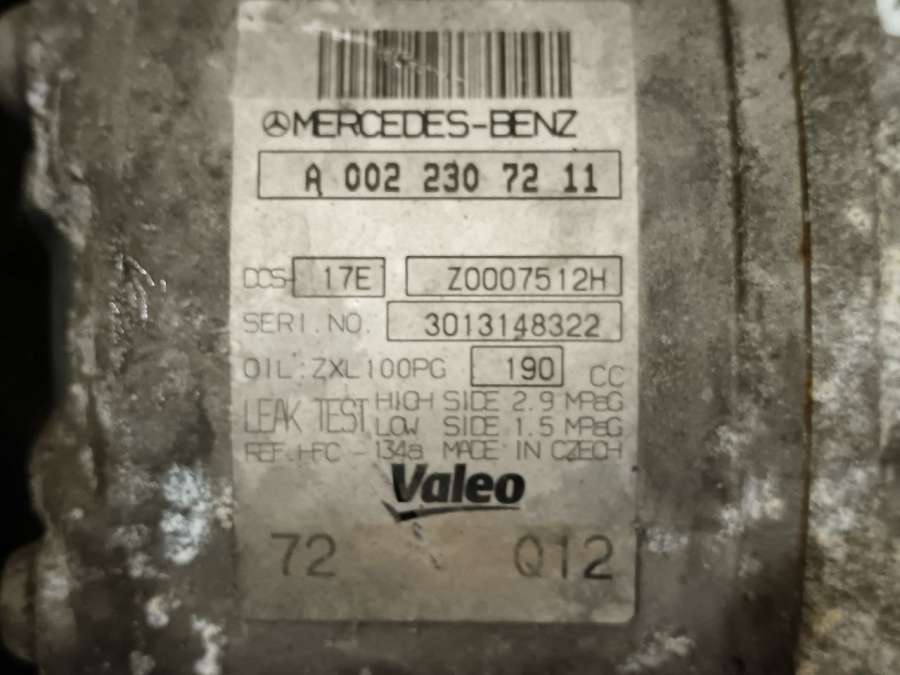 MERCEDES-BENZ
A 002 230 72 11
DCS- 17E Z0007512H
SERI.NO. 3013148322
OIL:ZXL100PG 190 CC
LEAK TEST HIGH SIDE 2.9 MPaG
LOW SIDE 1.5 MPaG
REF.HFC-134a MADE IN CZECH
Valeo
72 Q12